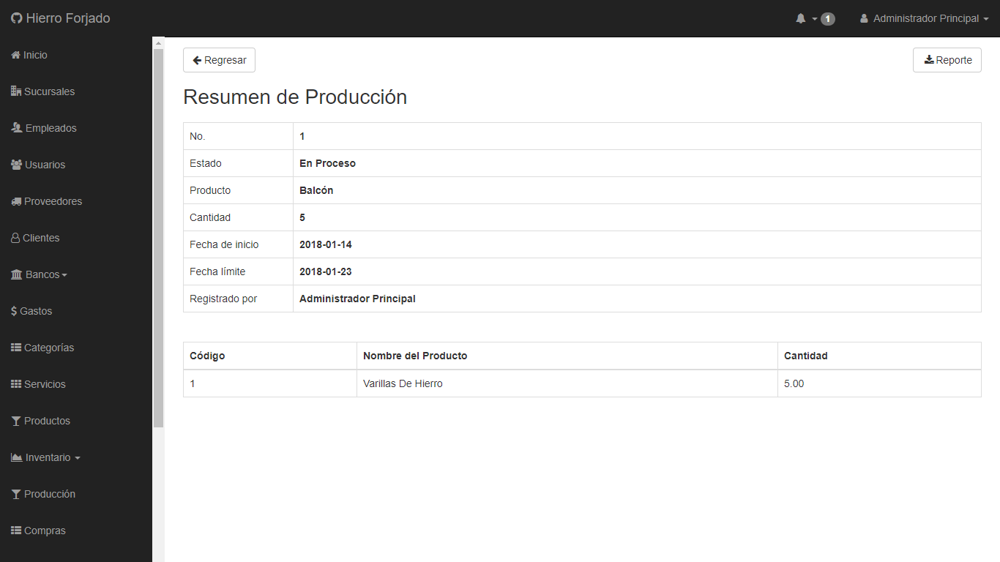 Hierro Forjado
1
Administrador Principal
Inicio
Sucursales
Empleados
Usuarios
Proveedores
Clientes
Bancos
$ Gastos
Categorías
Servicios
Productos
Inventario
Producción
Compras
Regresar
Reporte
Resumen de Producción
No. 1
Estado En Proceso
Producto Balcón
Cantidad 5
Fecha de inicio 2018-01-14
Fecha límite 2018-01-23
Registrado por Administrador Principal
Código Nombre del Producto Cantidad
1 Varillas De Hierro 5.00